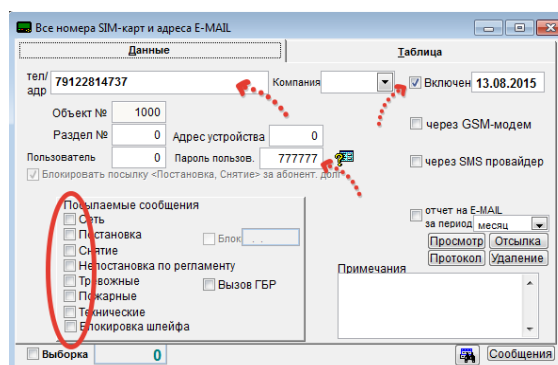 Все номера SIM-карт и адреса E-MAIL
Данные
Таблица
тел/адр 79122814737 Компания Включен 13.08.2015
Объект № 1000
через GSM-модем
Раздел № 0 Адрес устройства 0
Пользователь 0 Пароль пользов. 777777
через SMS провайдер
Блокировать посылку <Постановка, Снятие> за абонент. долг
Посылаемые сообщения
Сеть
Постановка
Блок . .
Снятие
Непостановка по регламенту
Тревожные
Вызов ГБР
Пожарные
Технические
Блокировка шлейфа
отчет на E-MAIL
за период месяц
Просмотр Отсылка
Протокол Удаление
Примечания
Выборка 0
Сообщения